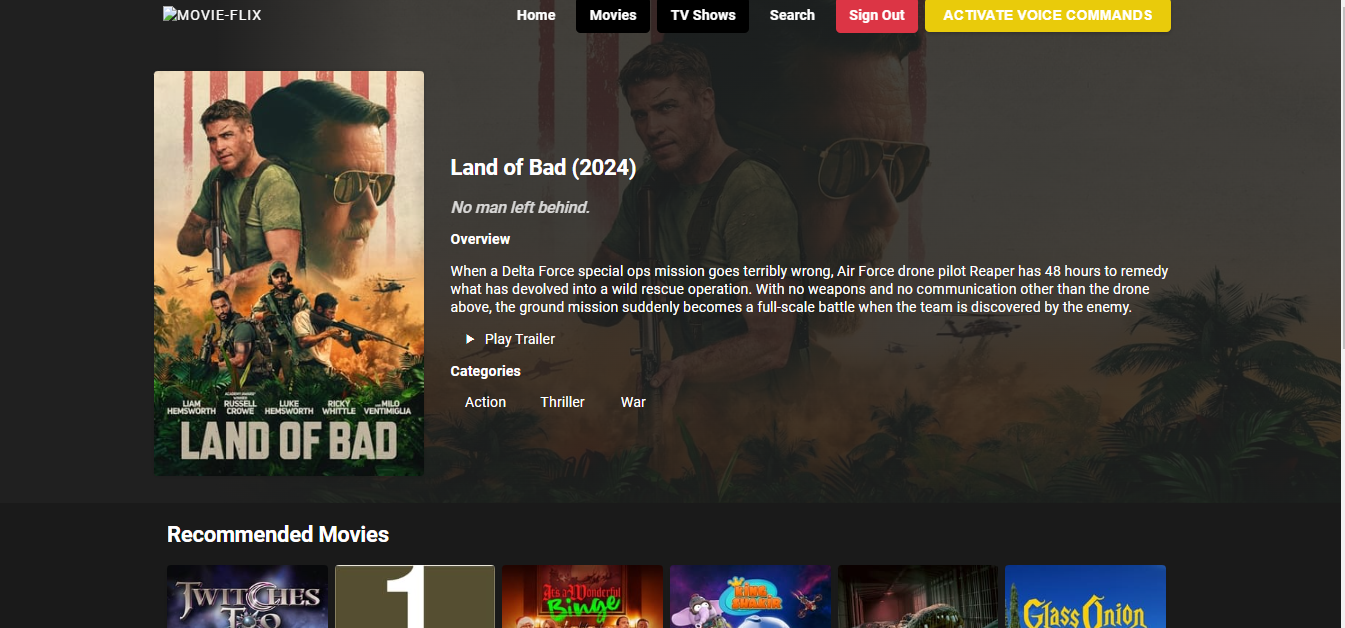 MOVIE-FLIX
Home
Movies
TV Shows
Search
Sign Out
ACTIVATE VOICE COMMANDS
ACADEMY AWARD
WINNER
LIAM HEMSWORTH
RUSSELL CROWE
LUKE HEMSWORTH
RICKY WHITTLE
AND MILO VENTIMIGLIA
LAND OF BAD
Land of Bad (2024)
No man left behind.
Overview
When a Delta Force special ops mission goes terribly wrong, Air Force drone pilot Reaper has 48 hours to remedy
what has devolved into a wild rescue operation. With no weapons and no communication other than the drone
above, the ground mission suddenly becomes a full-scale battle when the team is discovered by the enemy.
Play Trailer
Categories
Action
Thriller
War
Recommended Movies
TWITCHES
TOO
1
It's a Wonderful
Binge
KING
SHAKIR
Glass Onion